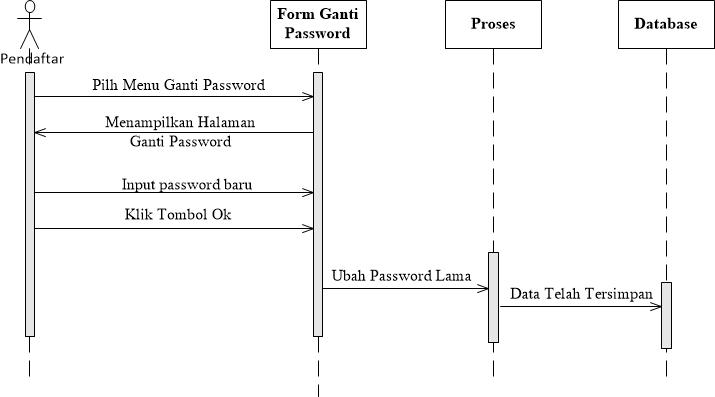 Form Ganti
Password
Proses
Database
Pendaftar
Pilh Menu Ganti Password
Menampilkan Halaman
Ganti Password
Input password baru
Klik Tombol Ok
Ubah Password Lama
Data Telah Tersimpan